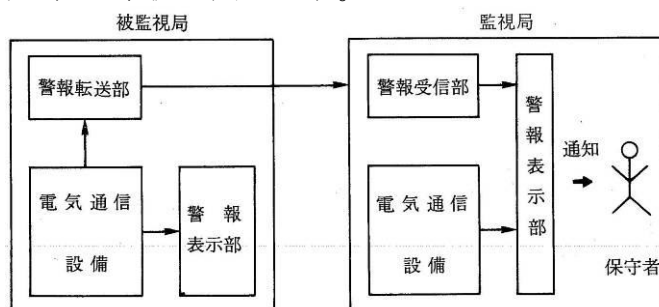 被監視局
監視局
警報転送部
電気通信
設備
警報
表示部
警報受信部
電気通信
設備
警報表示部
通知
保守者